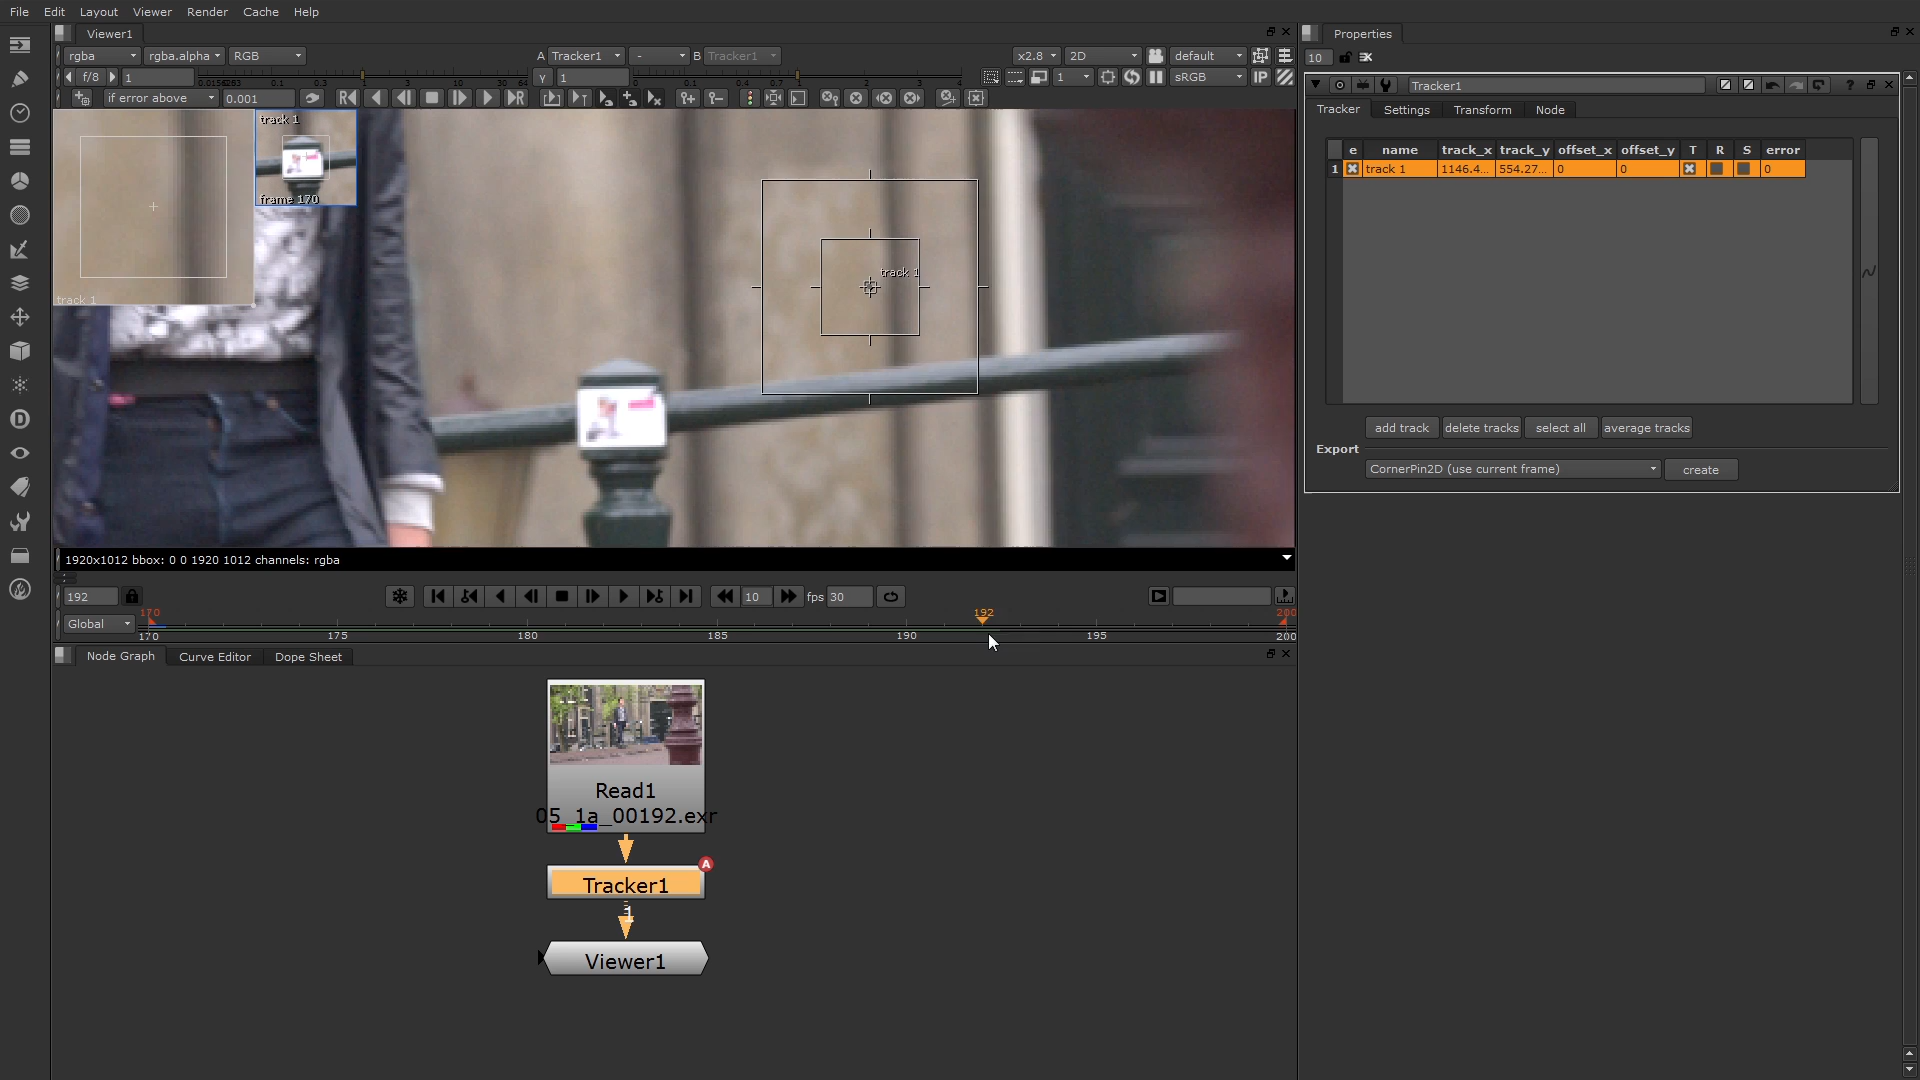 File Edit Layout Viewer Render Cache Help
Viewer1
rgba rgba.alpha RGB A Tracker1 - B Tracker1 x2.8 2D default
f/8 1 Y 1 1 sRGB IP
if error above 0.001
track 1
frame 170
track 1
track 1
1920x1012 bbox: 0 0 1920 1012 channels: rgba
192 10 fps 30
170 192 200
Global
170 175 180 185 190 195 200
Node Graph Curve Editor Dope Sheet
Read1
05_1a_00192.exr
A
Tracker1
1
Viewer1
Properties
10
Tracker1
Tracker Settings Transform Node
e name track_x track_y offset_x offset_y T R S error
1 track 1 1146.4... 554.27... 0 0 0
add track delete tracks select all average tracks
Export
CornerPin2D (use current frame) create